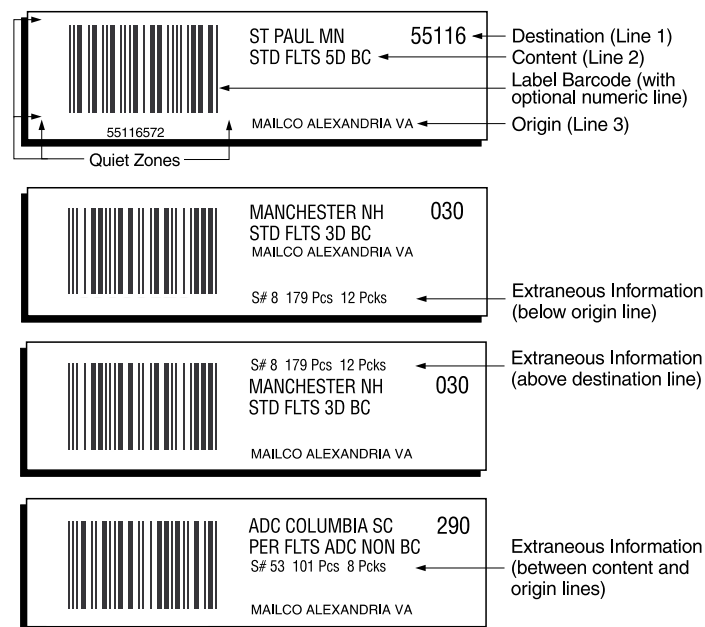 ST PAUL MN 55116 Destination (Line 1)
STD FLTS 5D BC Content (Line 2)
Label Barcode (with
optional numeric line)
55116572
MAILCO ALEXANDRIA VA Origin (Line 3)
Quiet Zones
MANCHESTER NH 030
STD FLTS 3D BC
MAILCO ALEXANDRIA VA
S# 8 179 Pcs 12 Pcks Extraneous Information
(below origin line)
S# 8 179 Pcs 12 Pcks Extraneous Information
(above destination line)
MANCHESTER NH 030
STD FLTS 3D BC
MAILCO ALEXANDRIA VA
ADC COLUMBIA SC 290
PER FLTS ADC NON BC
S# 53 101 Pcs 8 Pcks Extraneous Information
(between content and
origin lines)
MAILCO ALEXANDRIA VA